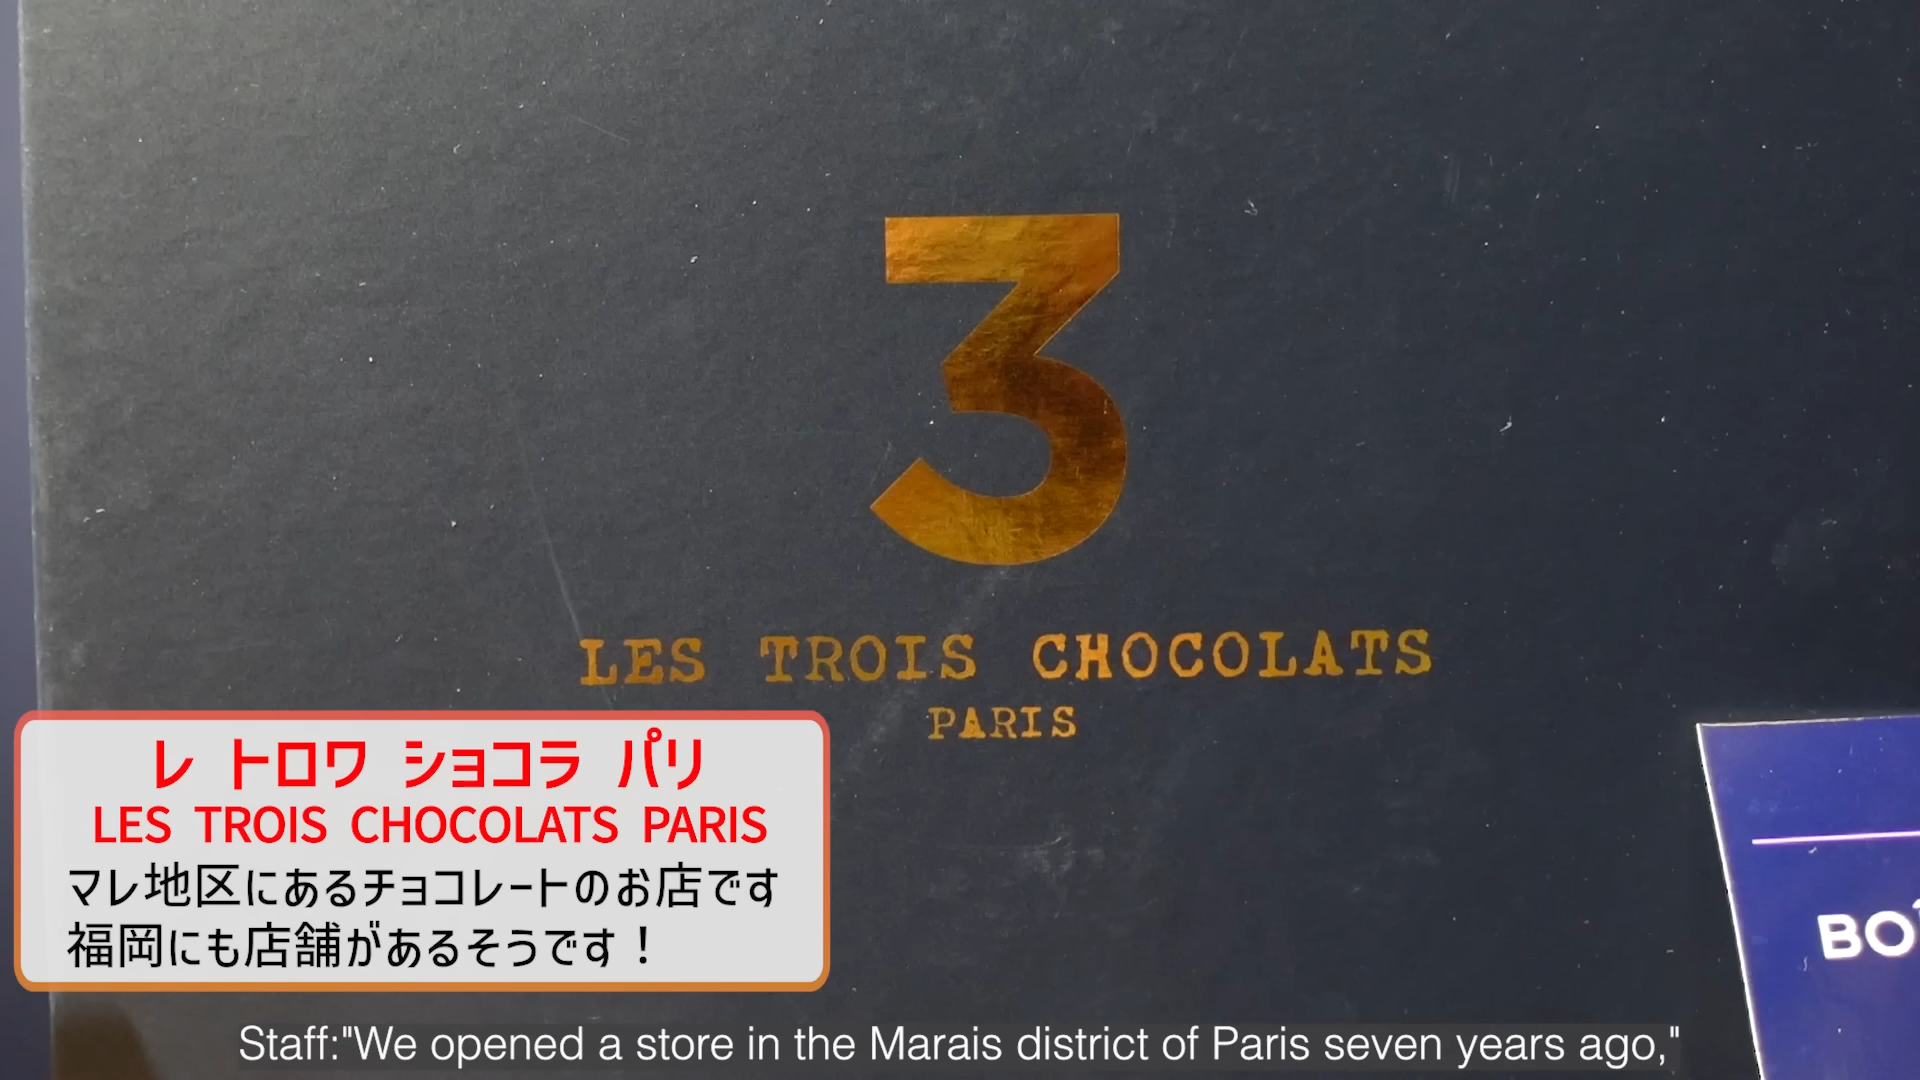 3
LES TROIS CHOCOLATS
PARIS
レ トロワ ショコラ パリ
LES TROIS CHOCOLATS PARIS
マレ地区にあるチョコレートのお店です
福岡にも店舗があるそうです！
Staff:"We opened a store in the Marais district of Paris seven years ago,"